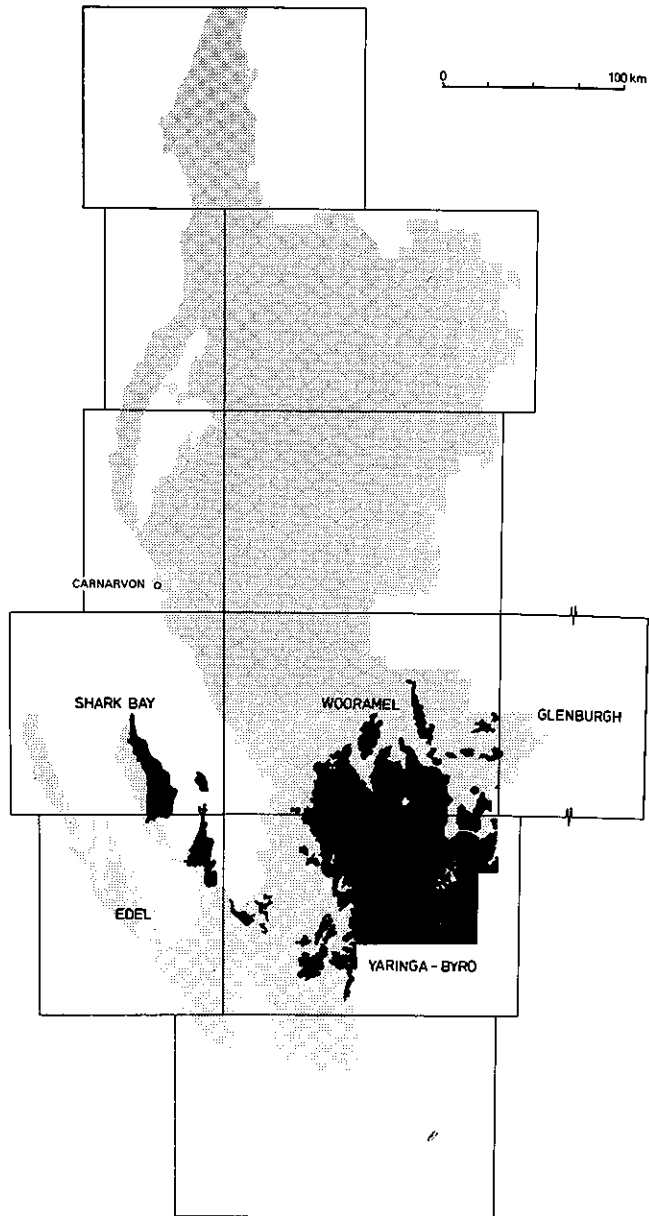 0 100 km
CARNARVON
SHARK BAY
WOORAMEL
GLENBURGH
EDEL
YARINGA - BYRO